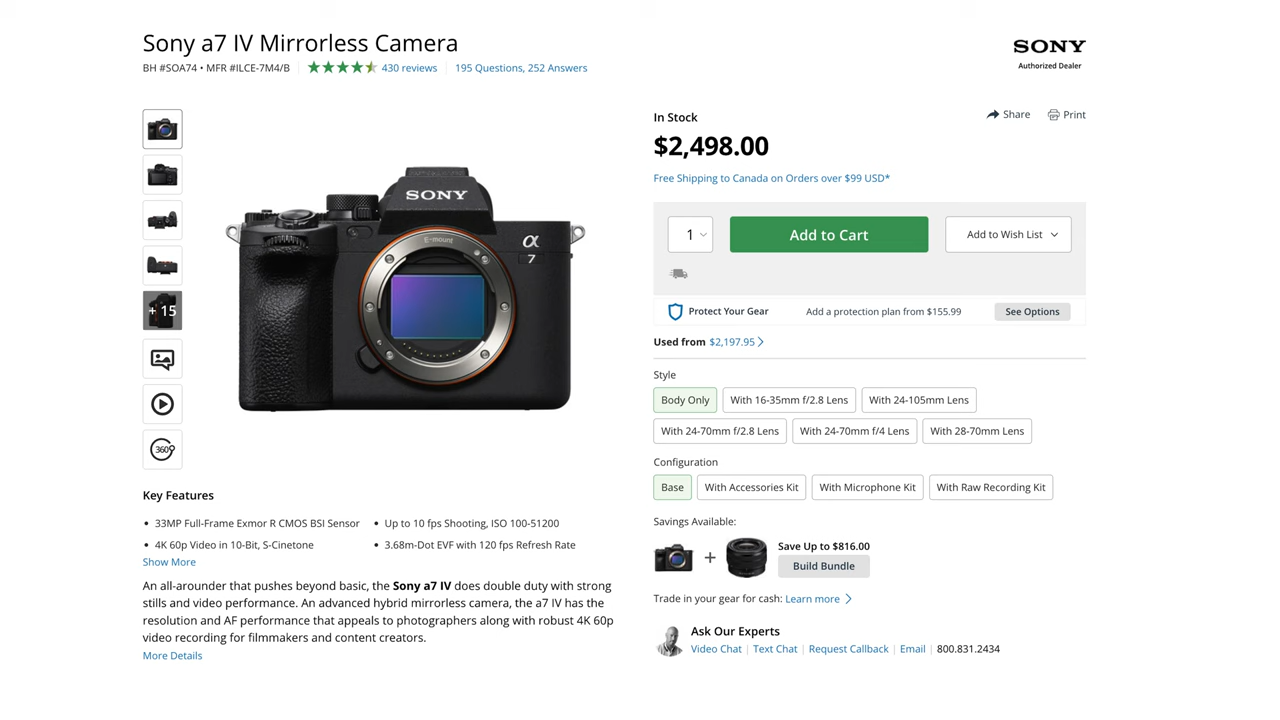 Sony a7 IV Mirrorless Camera
BH #SOA74 • MFR #ILCE-7M4/B
430 reviews
195 Questions, 252 Answers
SONY
Authorized Dealer
SONY
E-mount
α
7
+ 15
360º
In Stock
Share
Print
$2,498.00
Free Shipping to Canada on Orders over $99 USD*
1
Add to Cart
Add to Wish List
Protect Your Gear
Add a protection plan from $155.99
See Options
Used from $2,197.95
Style
Body Only
With 16-35mm f/2.8 Lens
With 24-105mm Lens
With 24-70mm f/2.8 Lens
With 24-70mm f/4 Lens
With 28-70mm Lens
Configuration
Base
With Accessories Kit
With Microphone Kit
With Raw Recording Kit
Savings Available:
+
Save Up to $816.00
Build Bundle
Trade in your gear for cash: Learn more
Ask Our Experts
Video Chat | Text Chat | Request Callback | Email | 800.831.2434
Key Features
• 33MP Full-Frame Exmor R CMOS BSI Sensor
• Up to 10 fps Shooting, ISO 100-51200
• 4K 60p Video in 10-Bit, S-Cinetone
• 3.68m-Dot EVF with 120 fps Refresh Rate
Show More
An all-arounder that pushes beyond basic, the Sony a7 IV does double duty with strong
stills and video performance. An advanced hybrid mirrorless camera, the a7 IV has the
resolution and AF performance that appeals to photographers along with robust 4K 60p
video recording for filmmakers and content creators.
More Details